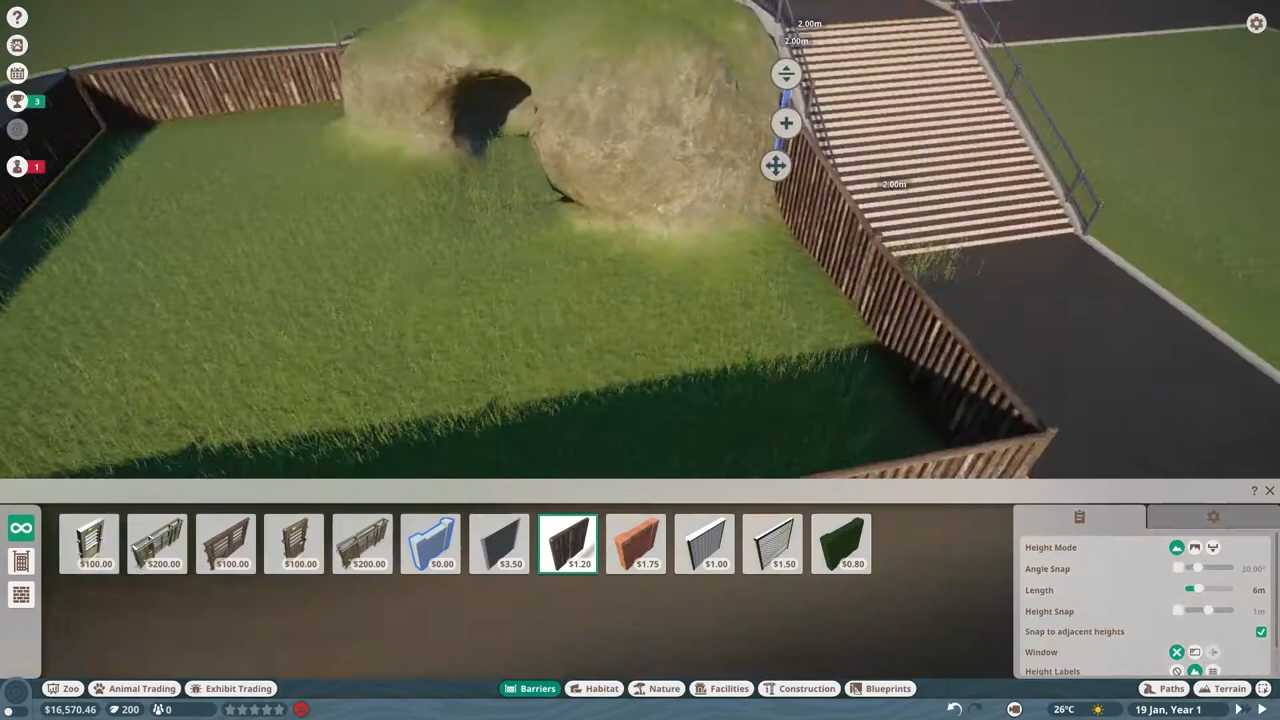 ?
2.00m
2.00m
3
1
2.00m
?
$100.00
$200.00
$100.00
$100.00
$200.00
$0.00
$3.50
$1.20
$1.75
$1.00
$1.50
$0.80
Height Mode
Angle Snap
30.00°
Length
6m
Height Snap
1m
Snap to adjacent heights
Window
Height Labels
Zoo
Animal Trading
Exhibit Trading
Barriers
Habitat
Nature
Facilities
Construction
Blueprints
Paths
Terrain
$16,570.46
200
0
26°C
19 Jan, Year 1